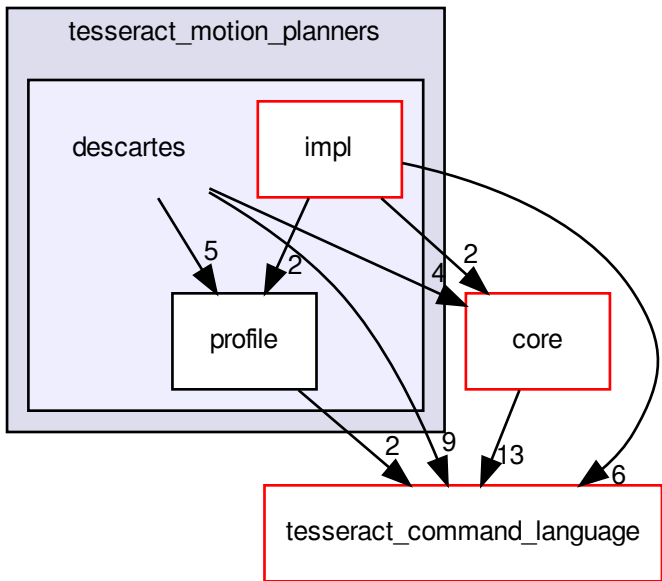 tesseract_motion_planners
descartes
impl
5
2
4
2
profile
core
2
9
13
6
tesseract_command_language